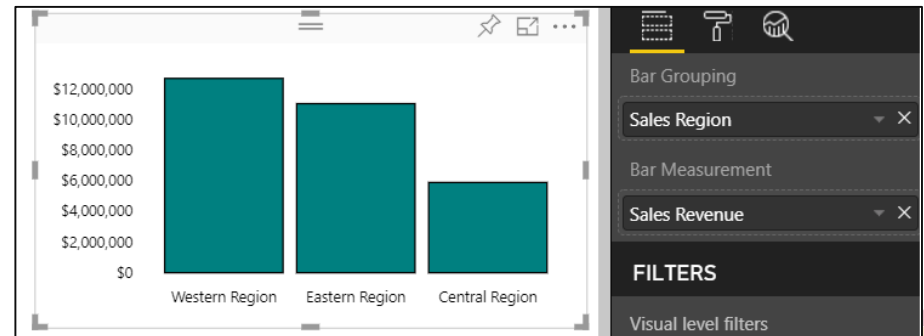 $12,000,000
$10,000,000
$8,000,000
$6,000,000
$4,000,000
$2,000,000
$0
Western Region Eastern Region Central Region
Bar Grouping
Sales Region
Bar Measurement
Sales Revenue
FILTERS
Visual level filters